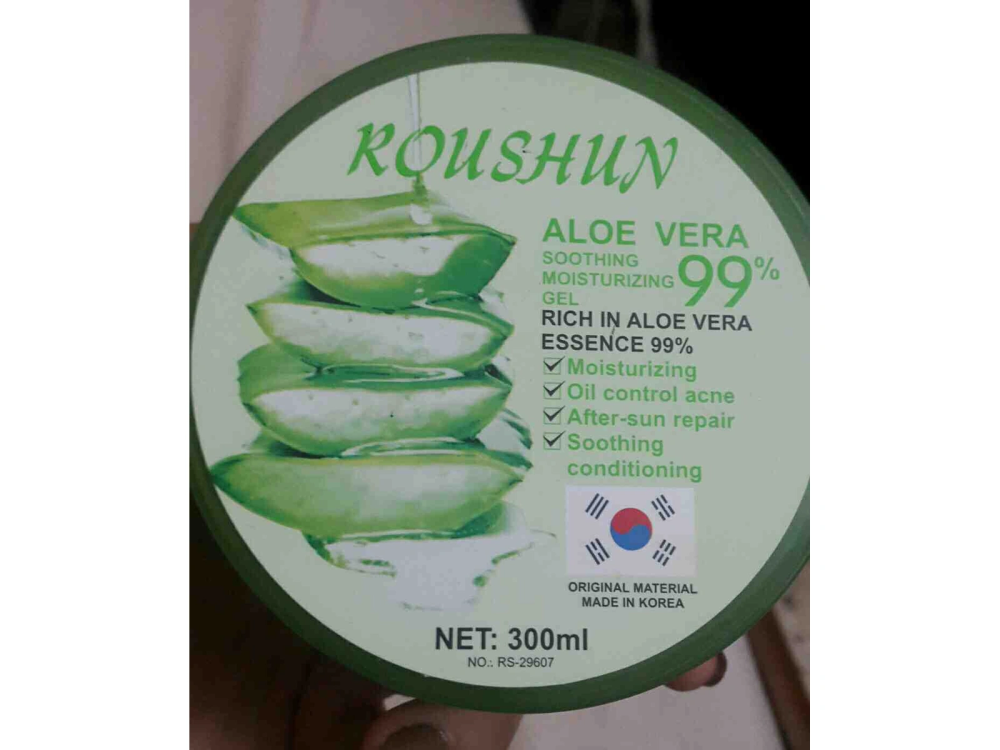 ROUSHUN
ALOE VERA
SOOTHING
MOISTURIZING 99%
GEL
RICH IN ALOE VERA
ESSENCE 99%
Moisturizing
Oil control acne
After-sun repair
Soothing
conditioning
ORIGINAL MATERIAL
MADE IN KOREA
NET: 300ml
NO.: RS-29607